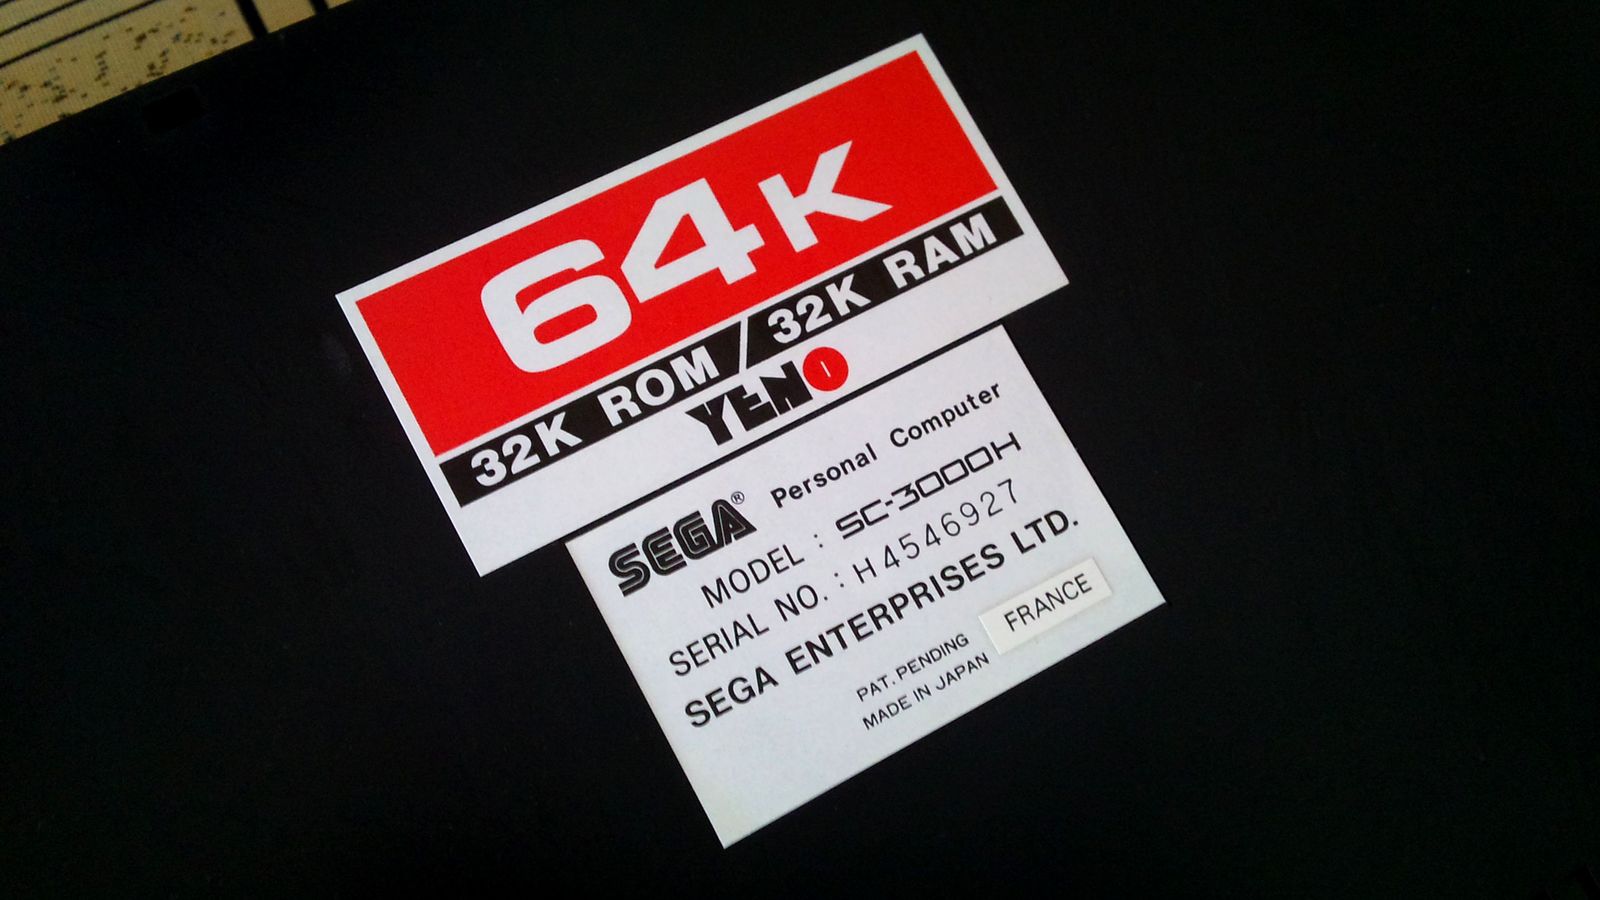 64K
32K ROM / 32K RAM
YENO
SEGA® Personal Computer
MODEL : SC-3000H
SERIAL NO. : H4546927
SEGA ENTERPRISES LTD.
FRANCE
PAT. PENDING
MADE IN JAPAN